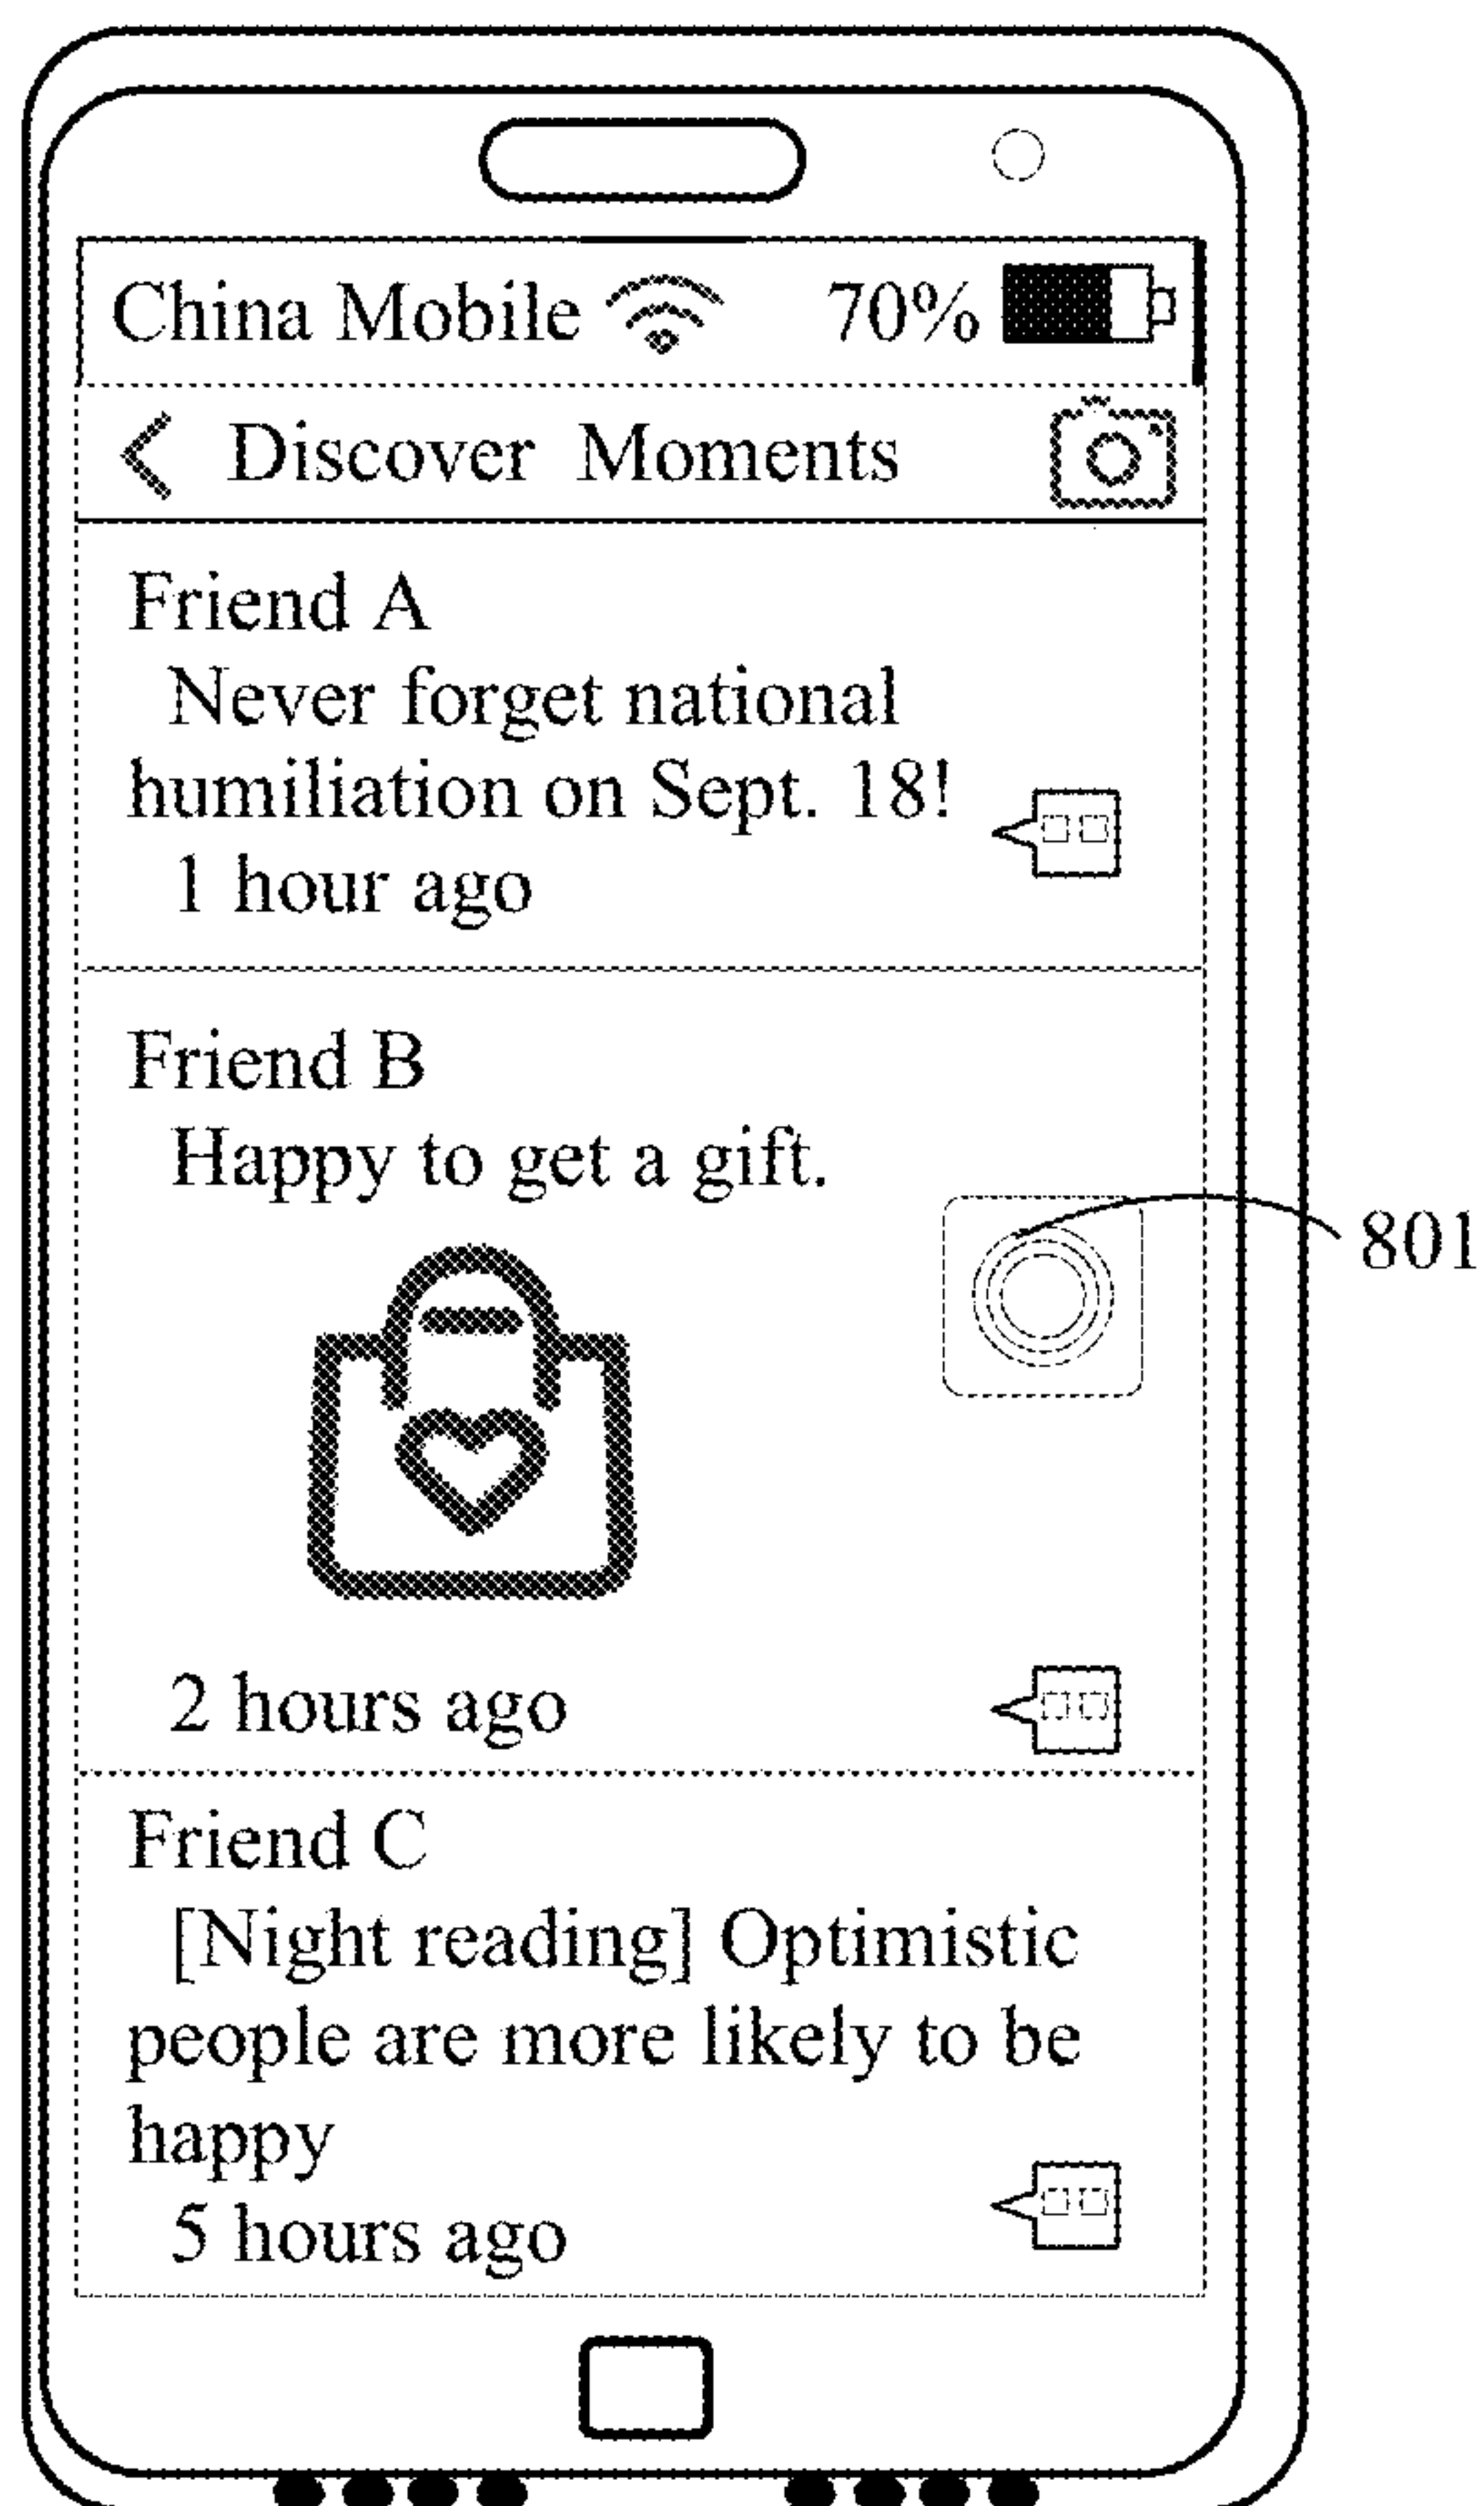 China Mobile 70%
Discover Moments
Friend A
Never forget national
humiliation on Sept. 18!
1 hour ago
Friend B
Happy to get a gift.
801
2 hours ago
Friend C
[Night reading] Optimistic
people are more likely to be
happy
5 hours ago